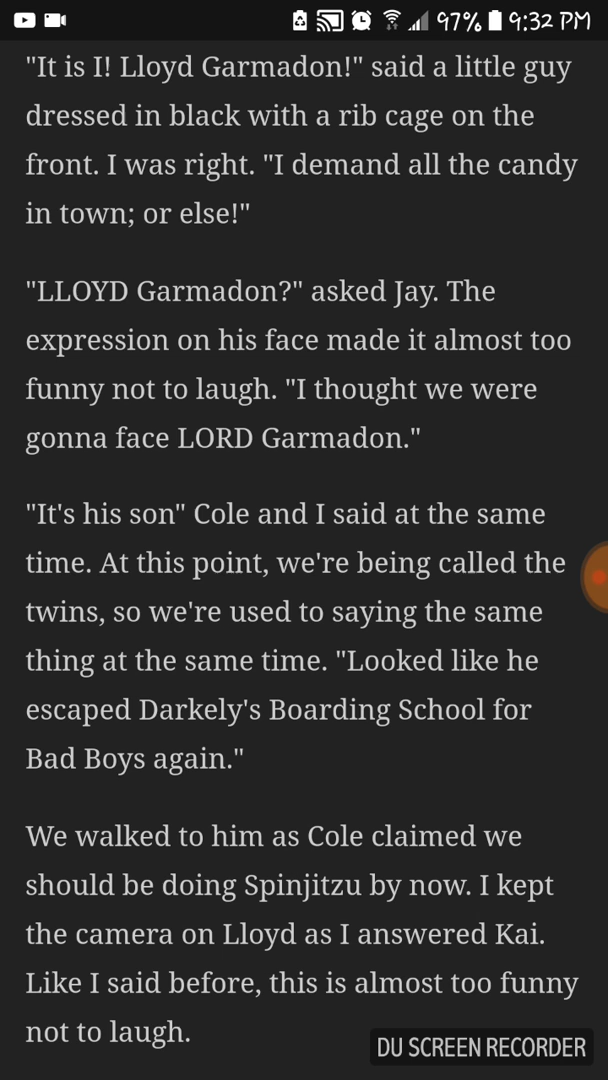 97% 9:32 PM
"It is I! Lloyd Garmadon!" said a little guy
dressed in black with a rib cage on the
front. I was right. "I demand all the candy
in town; or else!"
"LLOYD Garmadon?" asked Jay. The
expression on his face made it almost too
funny not to laugh. "I thought we were
gonna face LORD Garmadon."
"It's his son" Cole and I said at the same
time. At this point, we're being called the
twins, so we're used to saying the same
thing at the same time. "Looked like he
escaped Darkely's Boarding School for
Bad Boys again."
We walked to him as Cole claimed we
should be doing Spinjitzu by now. I kept
the camera on Lloyd as I answered Kai.
Like I said before, this is almost too funny
not to laugh.
DU SCREEN RECORDER